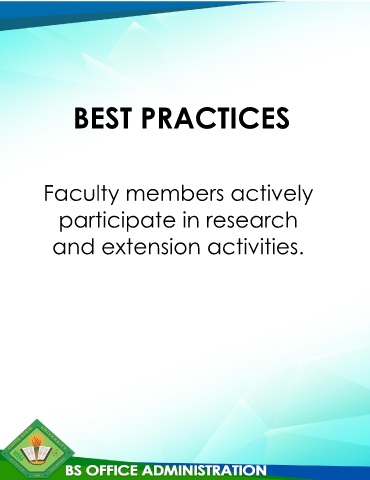 BEST PRACTICES
Faculty members actively
participate in research
and extension activities.
BS OFFICE ADMINISTRATION